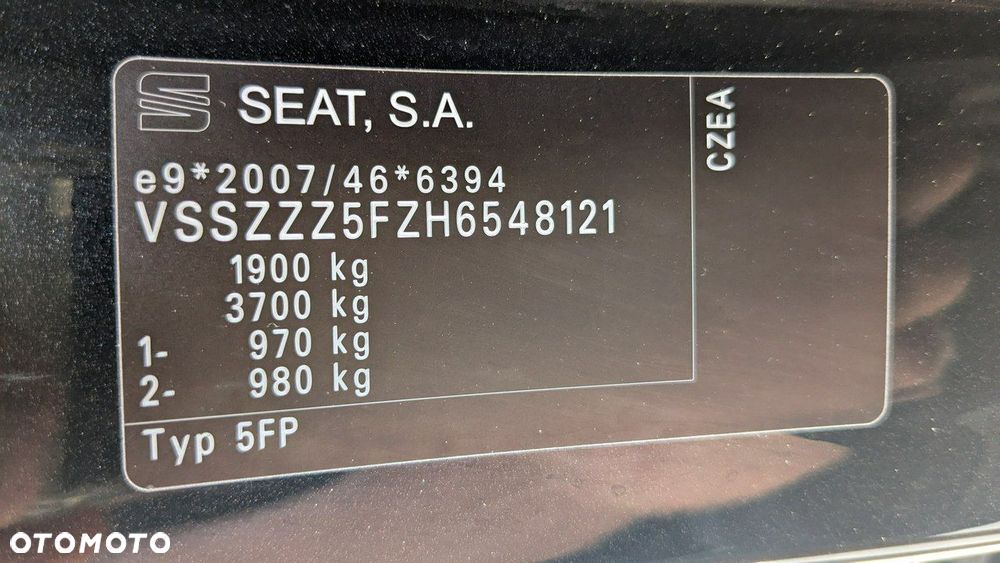 SEAT, S.A.
CZEA
e9*2007/46*6394
VSSZZZ5FZH6548121
1900 kg
3700 kg
1- 970 kg
2- 980 kg
Typ 5FP
OTOMOTO